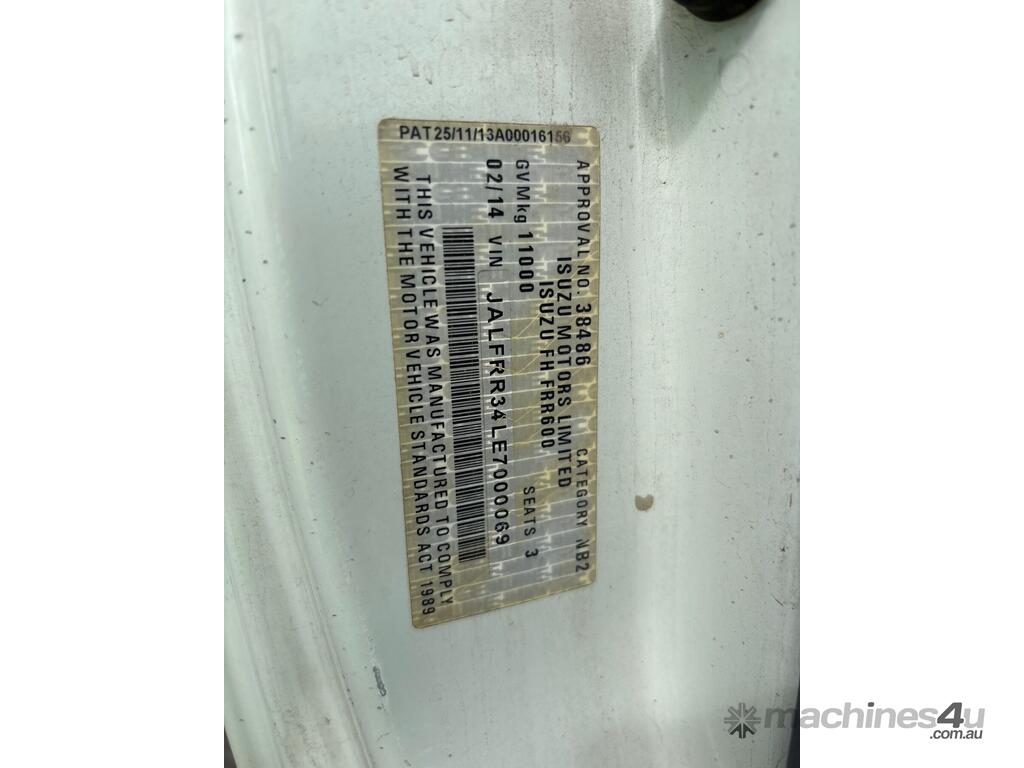 PAT25/11/13A00016156
APPROVAL NO. 38486 CATEGORY NB2
ISUZU MOTORS LIMITED
ISUZU FH FRR600
GVMkg 11000 SEATS 3
02/14 VIN JALFRR34LE7000069
THIS VEHICLE WAS MANUFACTURED TO COMPLY
WITH THE MOTOR VEHICLE STANDARDS ACT 1989
machines4u
.com.au